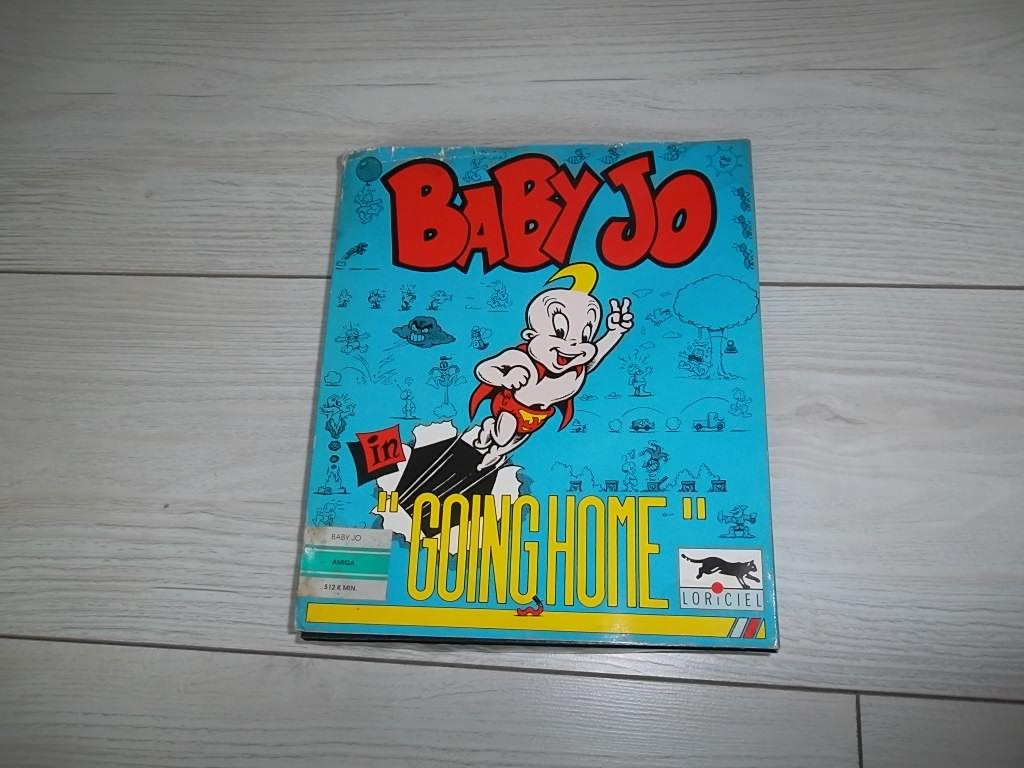 BABY JO
in
"GOING HOME"
BABY JO
AMIGA
512 K MIN.
LORICIEL